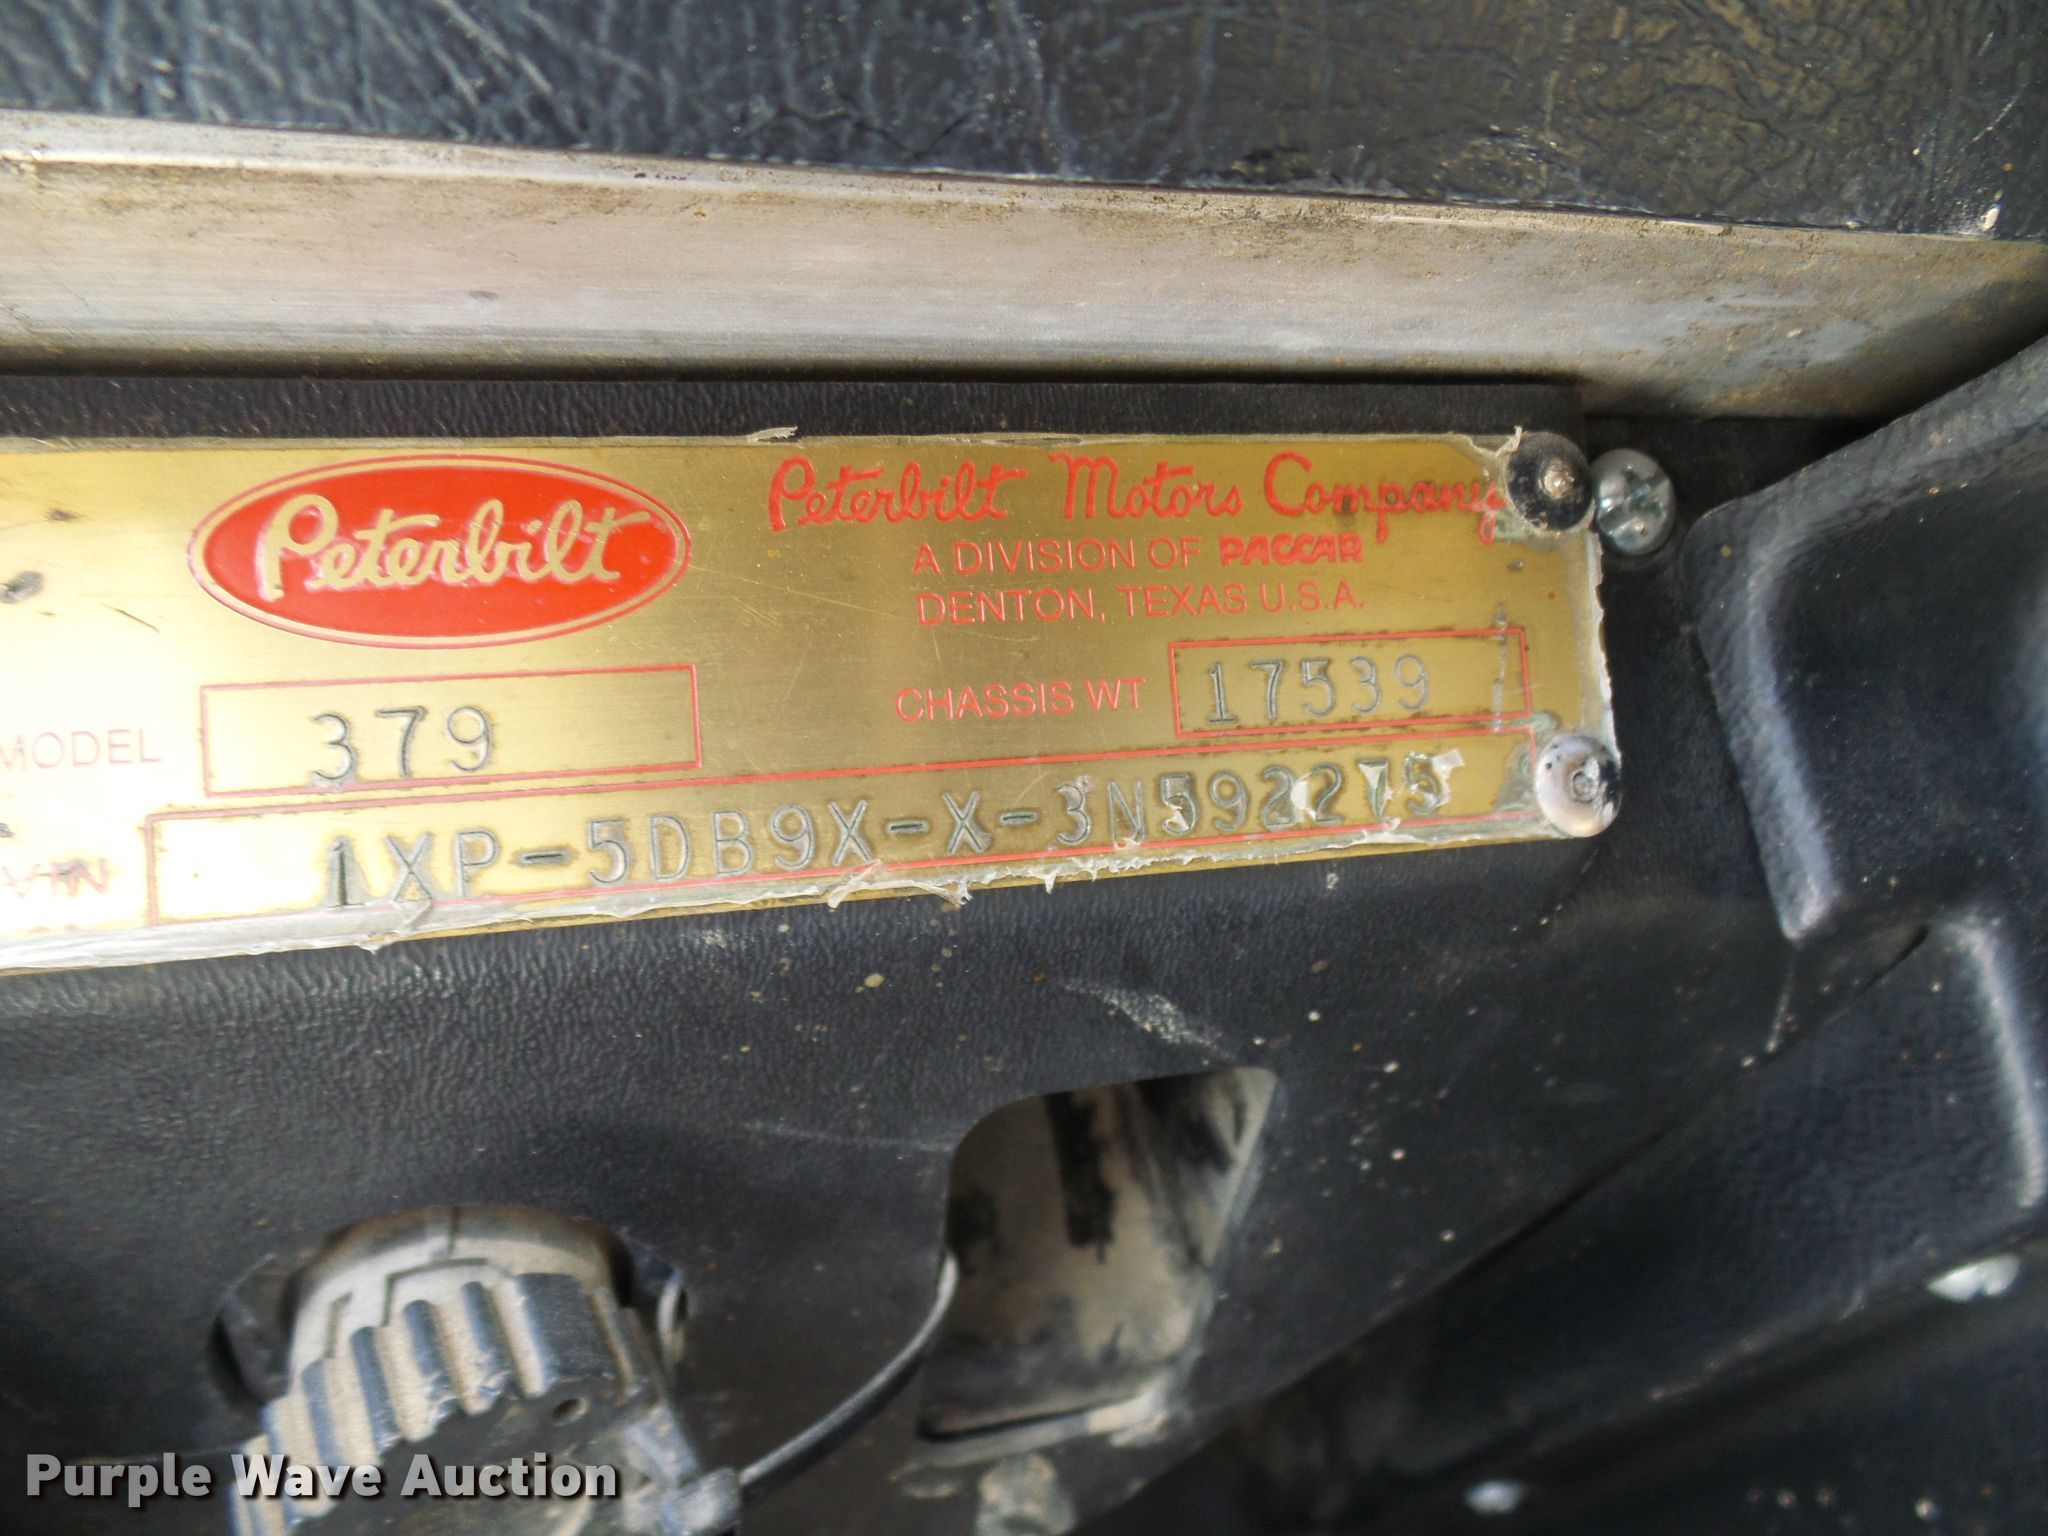 Peterbilt
Peterbilt Motors Company
A DIVISION OF PACCAR
DENTON, TEXAS U.S.A.
MODEL 379
CHASSIS WT 17539
VIN 1XP-5DB9X-X-3N592275
Purple Wave Auction